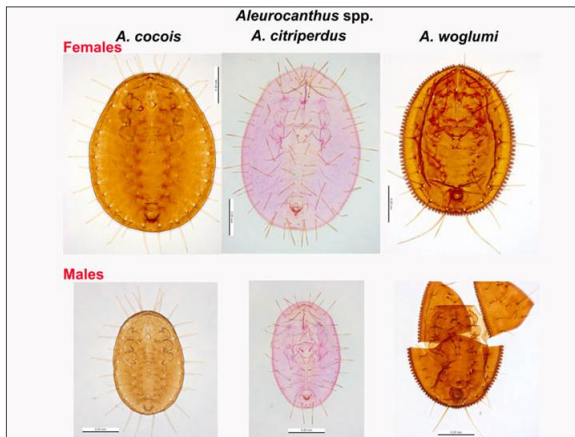 Aleurocanthus spp.
A. cocois A. citriperdus A. woglumi
Females
Males